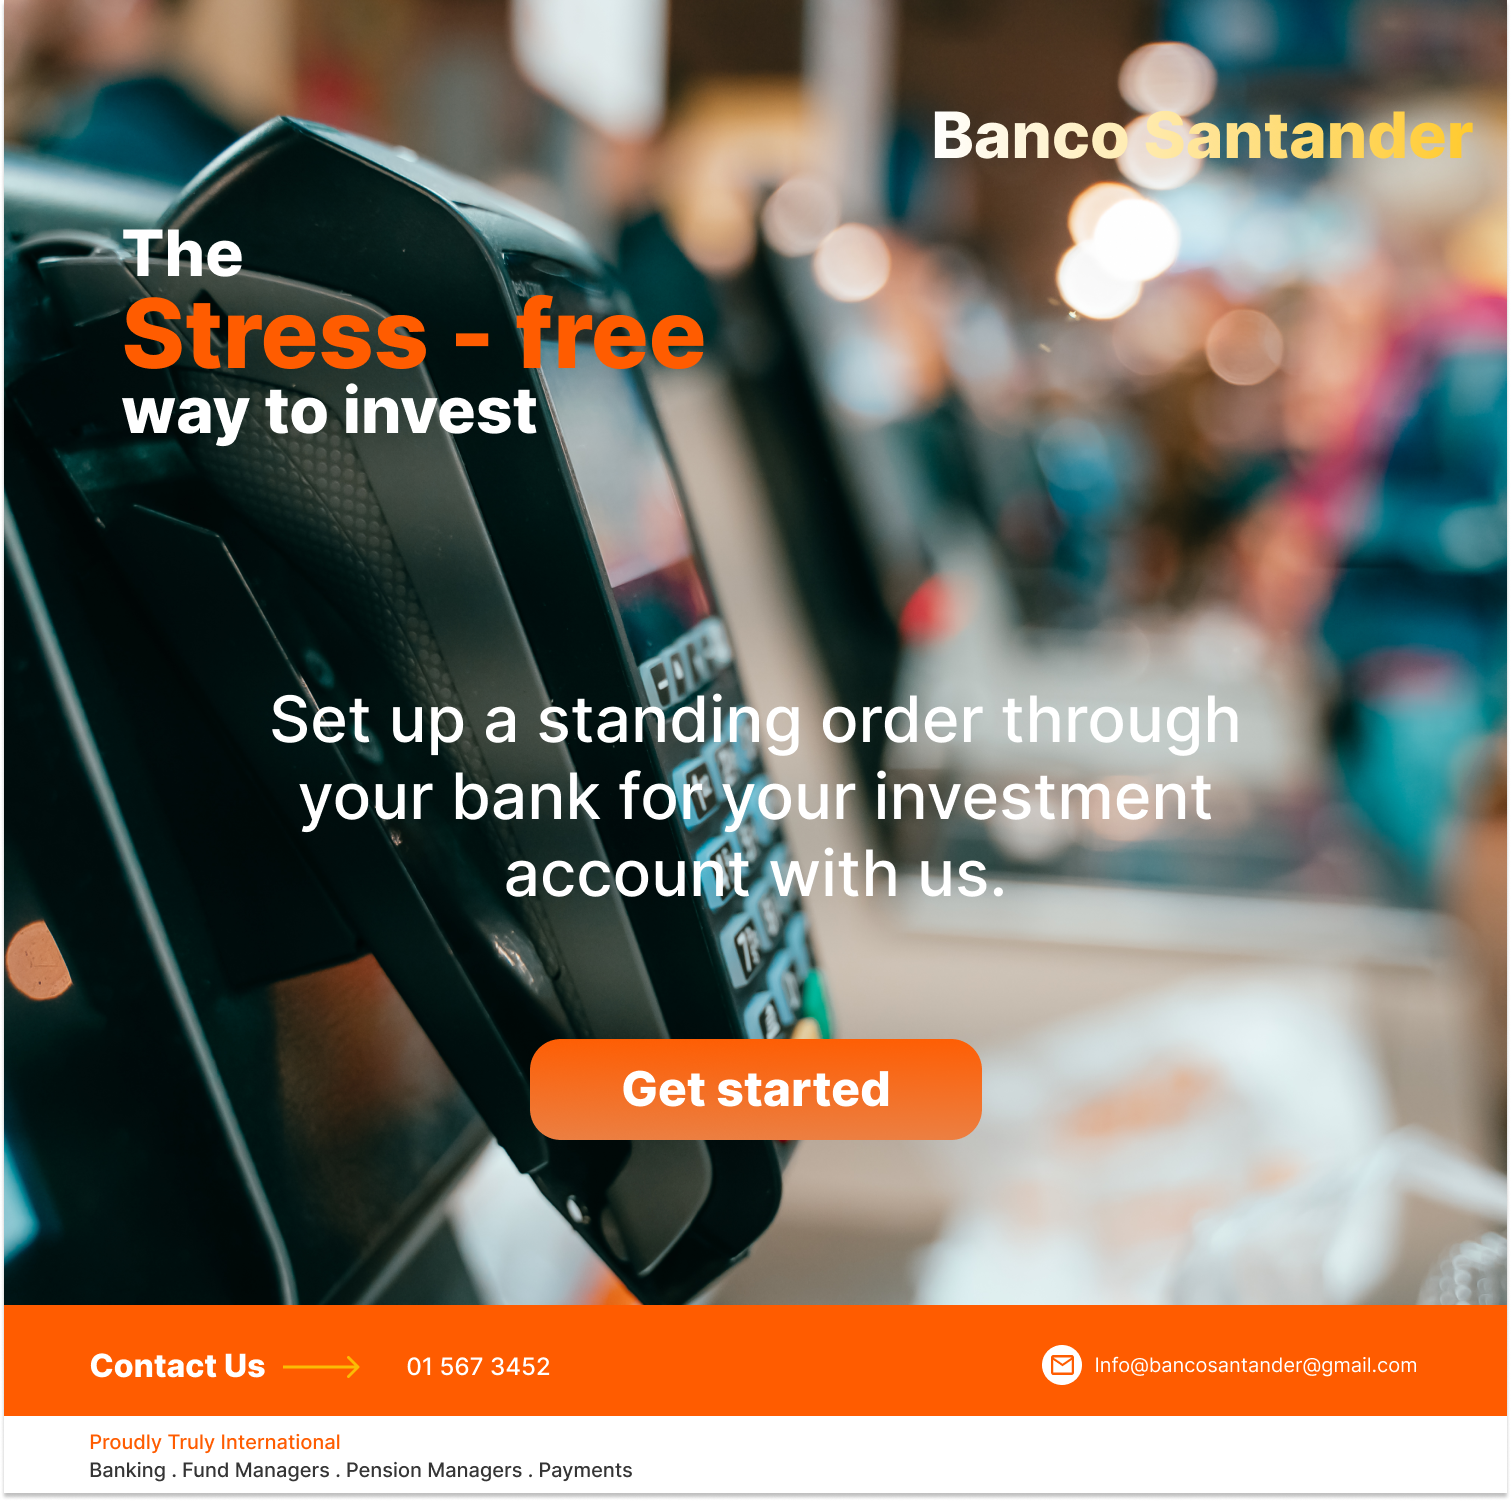 Banco Santander
The
Stress - free
way to invest
Set up a standing order through
your bank for your investment
account with us.
Get started
Contact Us
01 567 3452
Info@bancosantander@gmail.com
Proudly Truly International
Banking . Fund Managers . Pension Managers . Payments